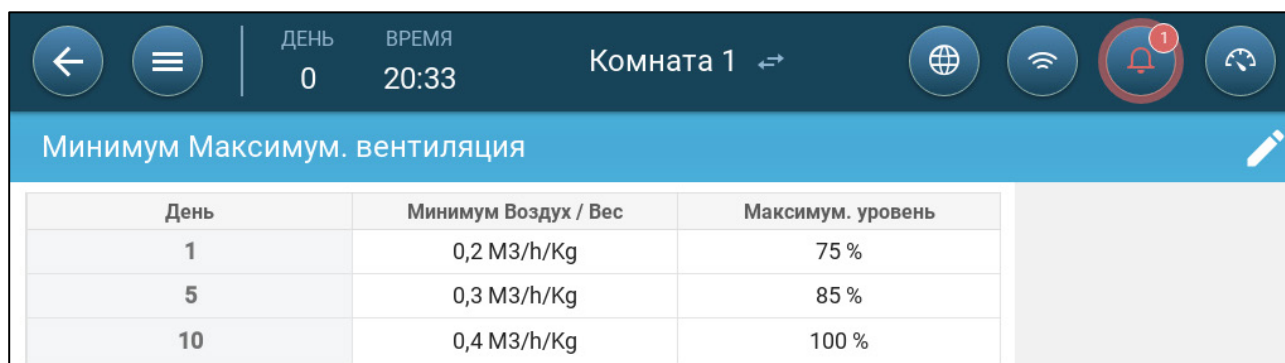 ДЕНЬ ВРЕМЯ
0 20:33 Комната 1
1
Минимум Максимум. вентиляция
День Минимум Воздух / Вес Максимум. уровень
1 0,2 M3/h/Kg 75 %
5 0,3 M3/h/Kg 85 %
10 0,4 M3/h/Kg 100 %